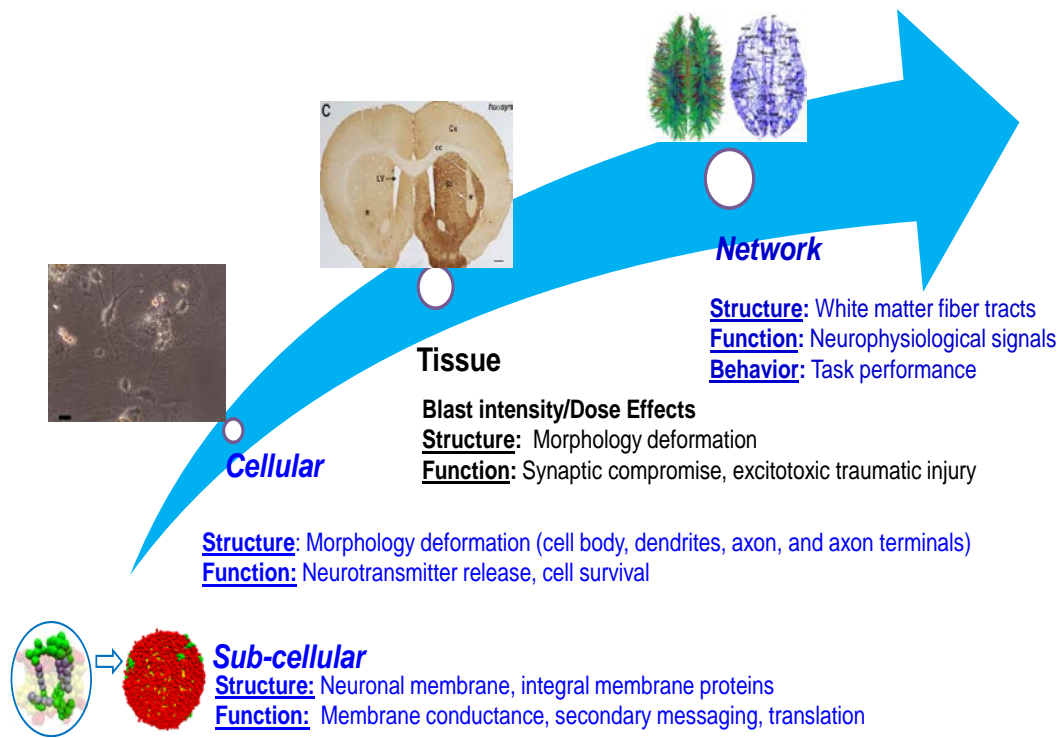 Network
Structure: White matter fiber tracts
Function: Neurophysiological signals
Behavior: Task performance
C
Cx
cc
LV
*
*
Tissue
Blast intensity/Dose Effects
Structure: Morphology deformation
Function: Synaptic compromise, excitotoxic traumatic injury
Cellular
Structure: Morphology deformation (cell body, dendrites, axon, and axon terminals)
Function: Neurotransmitter release, cell survival
Sub-cellular
Structure: Neuronal membrane, integral membrane proteins
Function: Membrane conductance, secondary messaging, translation